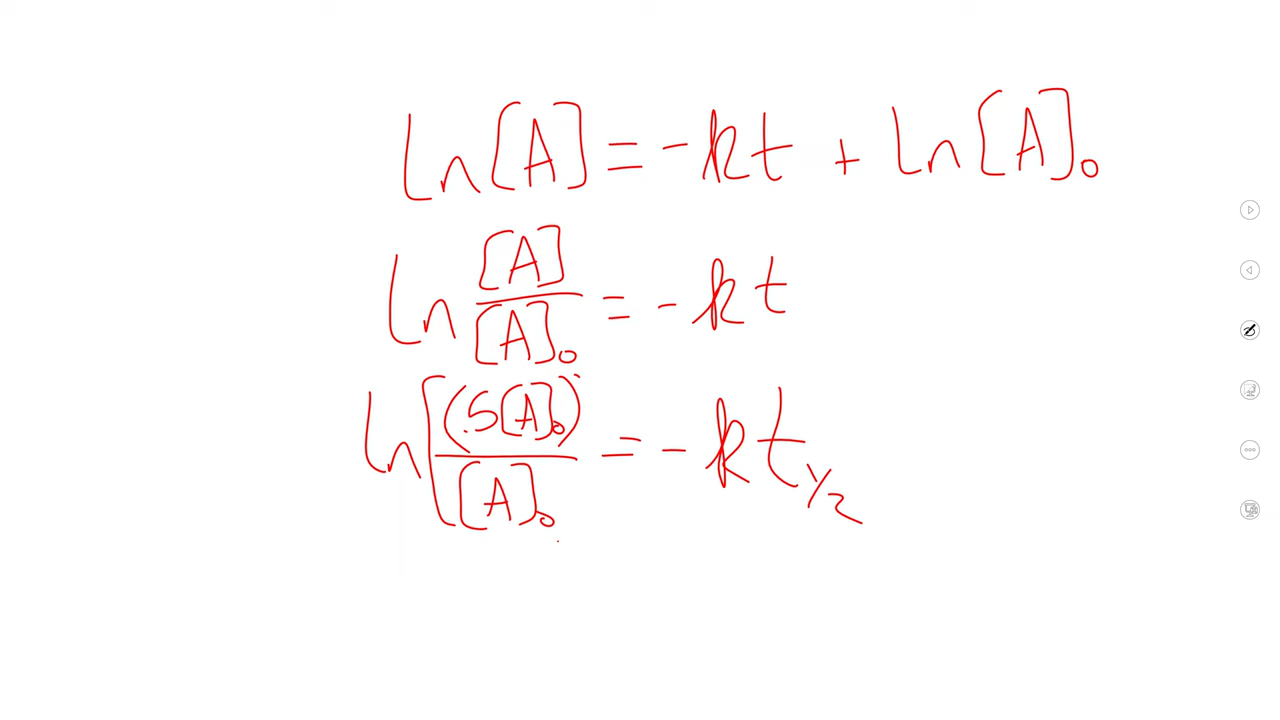 ln[A] = -kt + ln[A]₀
ln [A]/[A]₀ = -kt
ln[(.5[A]₀)/[A]₀ = -kt₁/₂